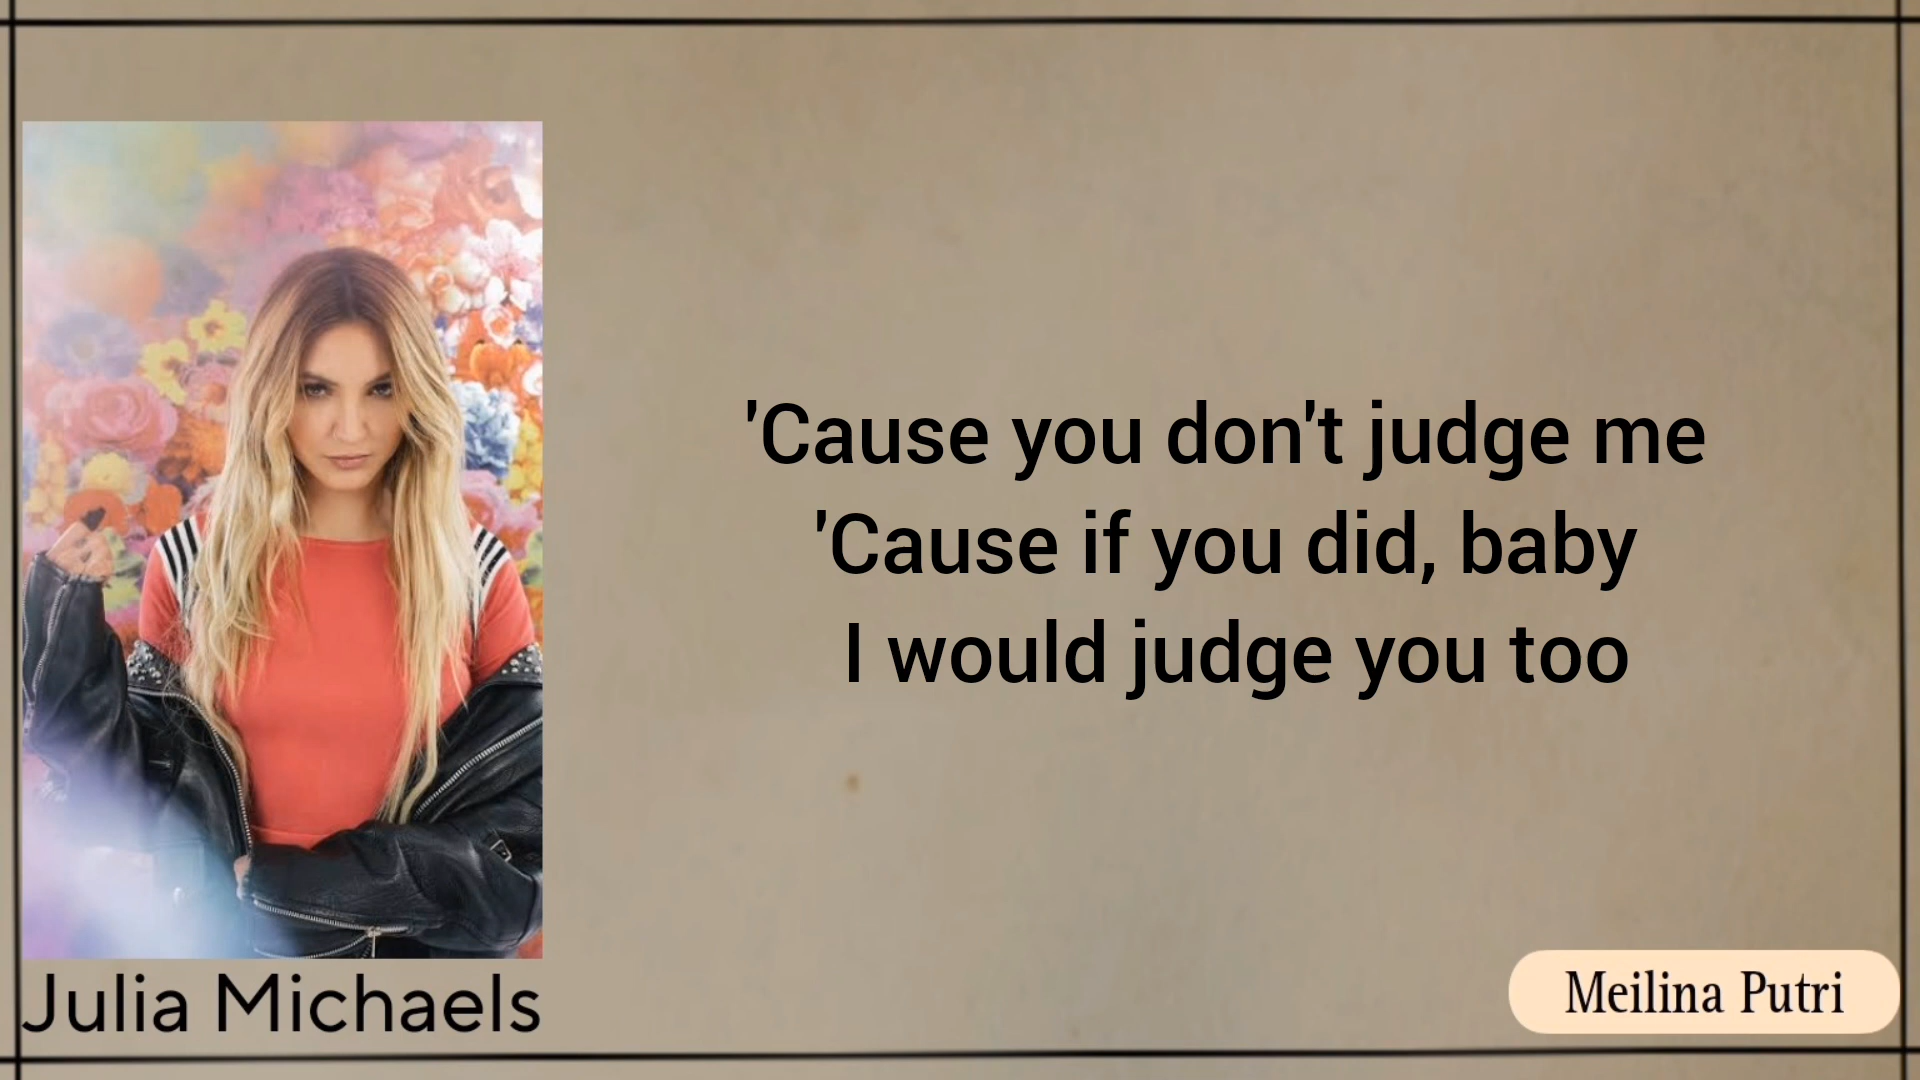 'Cause you don't judge me
'Cause if you did, baby
I would judge you too
Julia Michaels
Meilina Putri